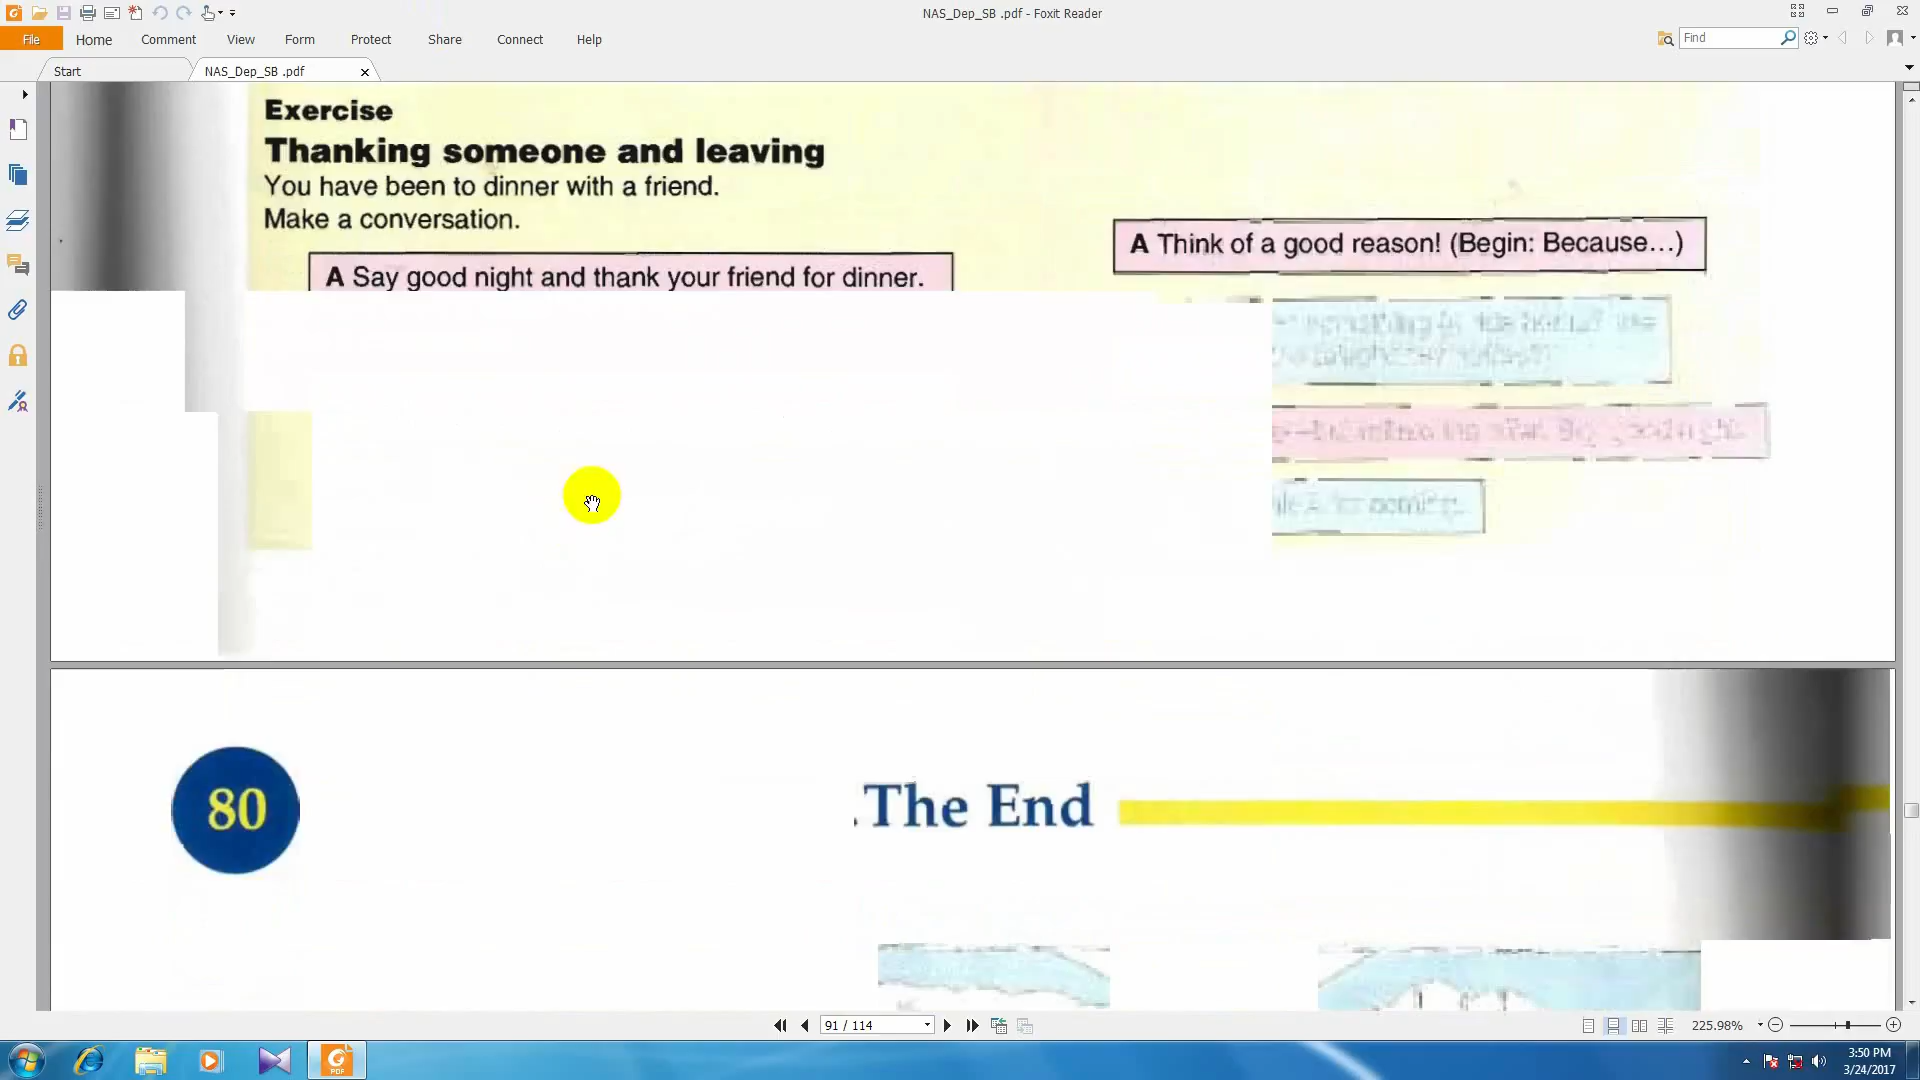 NAS_Dep_SB .pdf - Foxit Reader
File Home Comment View Form Protect Share Connect Help
Find
Start
NAS_Dep_SB .pdf
Exercise
Thanking someone and leaving
You have been to dinner with a friend.
Make a conversation.
A Say good night and thank your friend for dinner.
A Think of a good reason! (Begin: Because...)
80
The End
91 / 114
225.98%
3:50 PM
3/24/2017